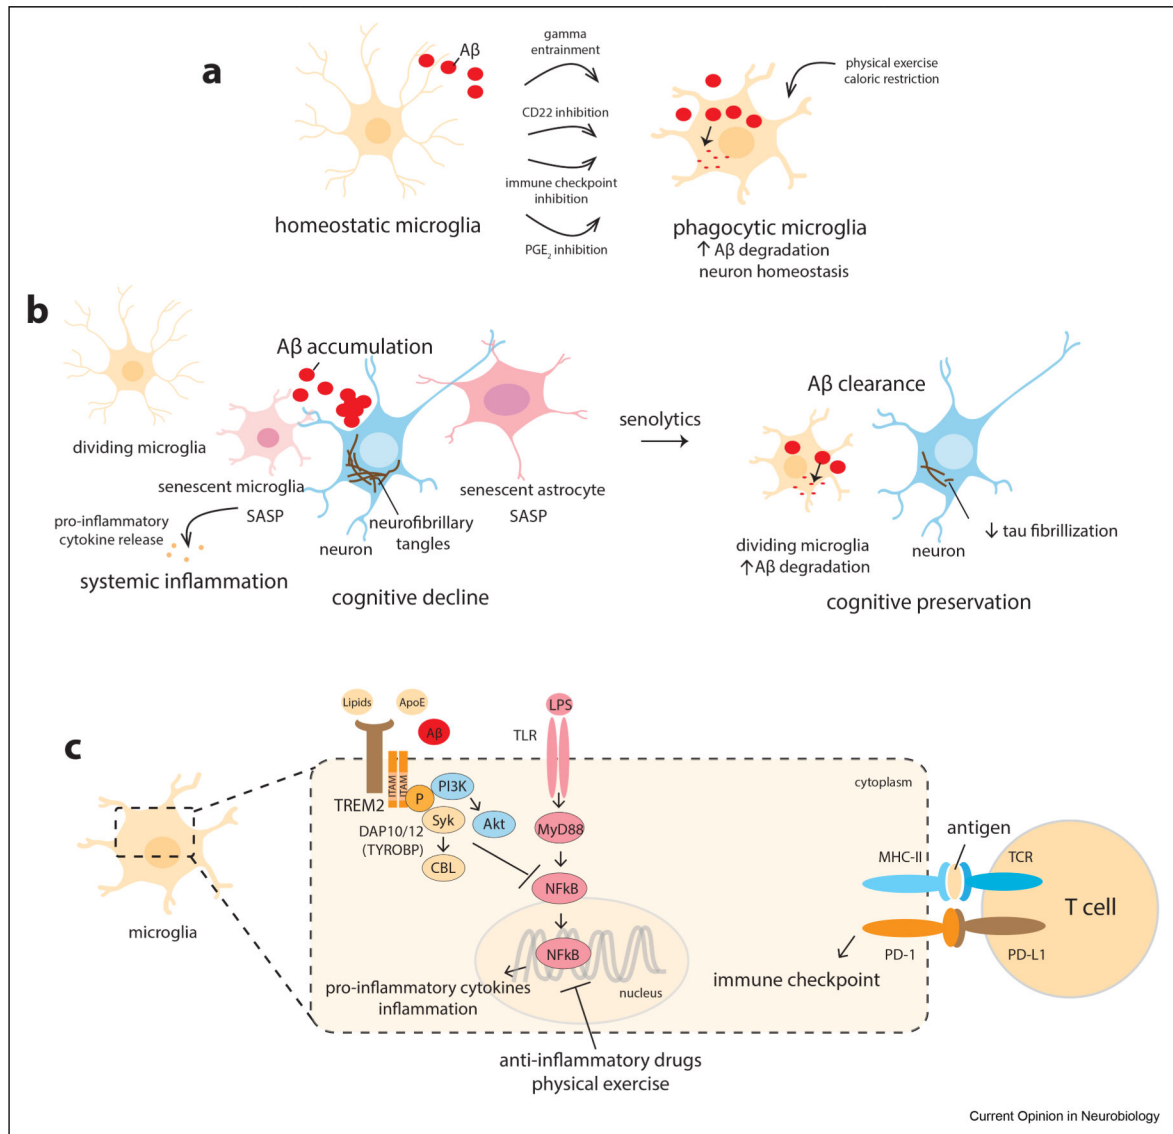 a
Aβ
gamma
entrainment
physical exercise
caloric restriction
CD22 inhibition
immune checkpoint
inhibition
homeostatic microglia
phagocytic microglia
PGE₂ inhibition
↑ Aβ degradation
neuron homeostasis
b
Aβ accumulation
Aβ clearance
senolytics
dividing microglia
senescent microglia
senescent astrocyte
SASP
SASP
pro-inflammatory
cytokine release
neurofibrillary
tangles
neuron
systemic inflammation
cognitive decline
↓ tau fibrillization
neuron
dividing microglia
↑Aβ degradation
cognitive preservation
c
Lipids
ApoE
Aβ
LPS
TLR
cytoplasm
ITAM
ITAM
P
PI3K
TREM2
Syk
Akt
MyD88
DAP10/12
(TYROBP)
CBL
NFkB
NFkB
nucleus
pro-inflammatory cytokines
inflammation
microglia
antigen
MHC-II
TCR
T cell
PD-1
PD-L1
immune checkpoint
anti-inflammatory drugs
physical exercise
Current Opinion in Neurobiology